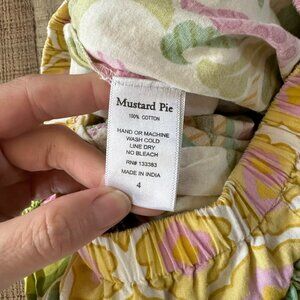 Mustard Pie
100% COTTON
HAND OR MACHINE
WASH COLD
LINE DRY
NO BLEACH
RN# 133383
MADE IN INDIA
4